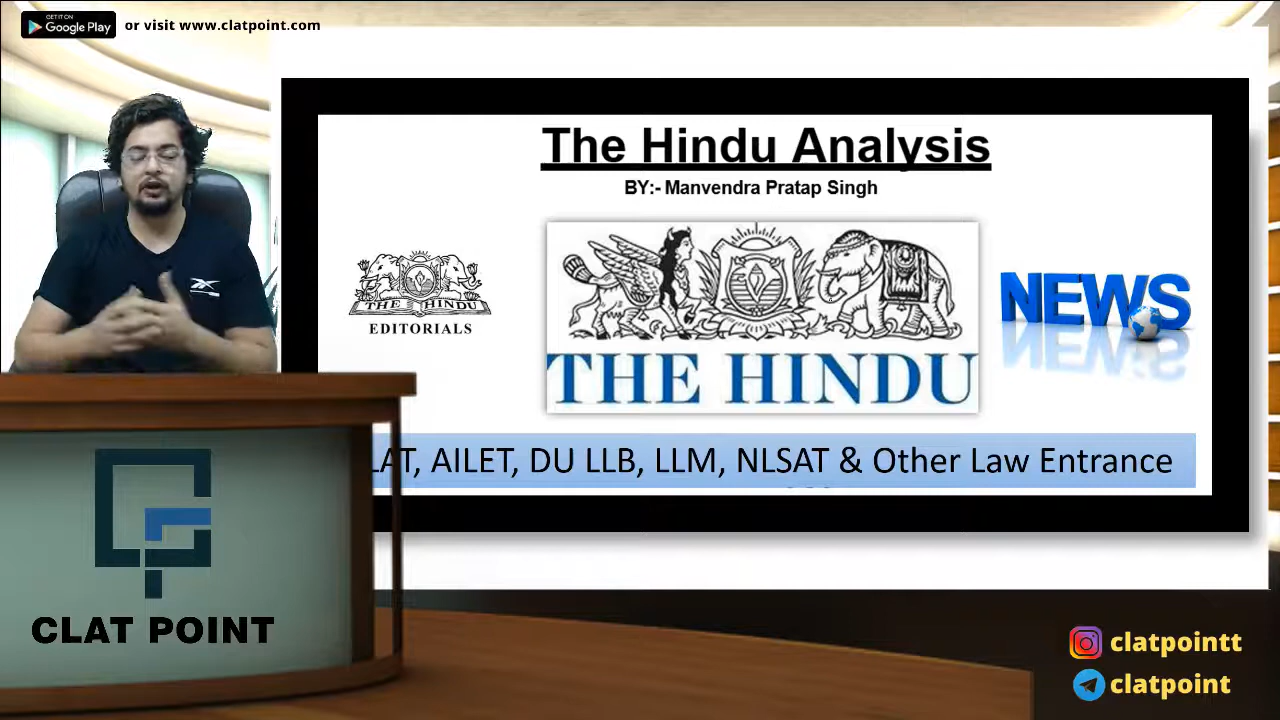 GET IT ON
Google Play
or visit www.clatpoint.com
The Hindu Analysis
BY:- Manvendra Pratap Singh
THE HINDU
EDITORIALS
THE HINDU
NEWS
LAT, AILET, DU LLB, LLM, NLSAT & Other Law Entrance
CLAT POINT
clatpointt
clatpoint